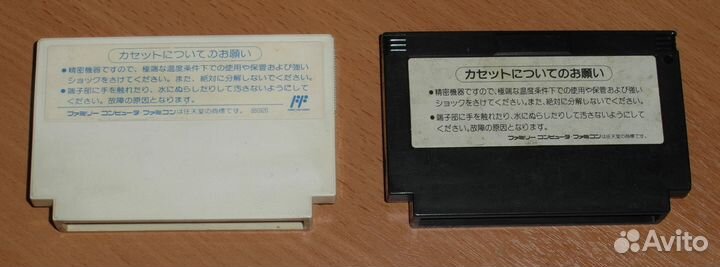 カセットについてのお願い
●精密機器ですので、極端な温度条件下での使用や保管および強い
ショックをさけてください。また、絶対に分解しないでください。
●端子部に手を触れたり、水にぬらしたりして汚さないようにして
ください。故障の原因となります。
ファミリー コンピュータ・ファミコンは任天堂の商標です。
FF
カセットについてのお願い
●精密機器ですので、極端な温度条件下での使用や保管および強い
ショックをさけてください。また、絶対に分解しないでください。
●端子部に手を触れたり、水にぬらしたりして汚さないようにして
ください。故障の原因となります。
ファミリー コンピュータ・ファミコンは任天堂の商標です。
Avito